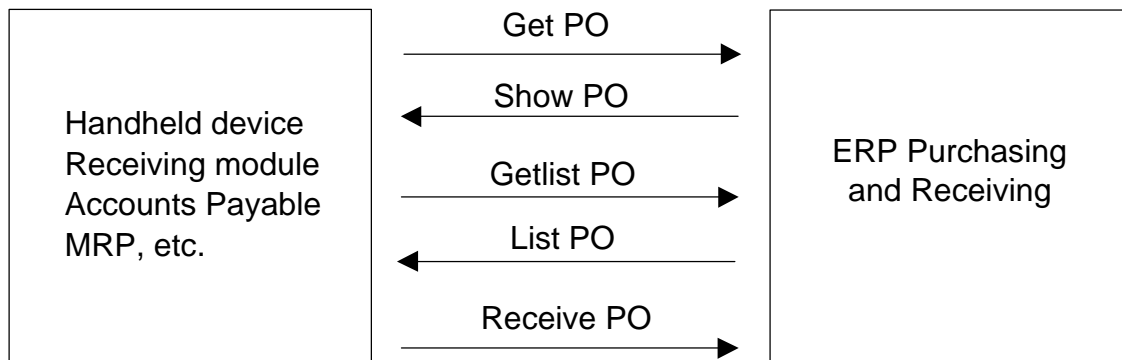 Handheld device
Receiving module
Accounts Payable
MRP, etc.
Get PO
Show PO
Getlist PO
List PO
Receive PO
ERP Purchasing
and Receiving